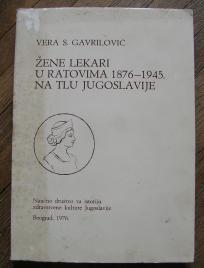 VERA S. GAVRILOVIĆ
ŽENE LEKARI
U RATOVIMA 1876–1945.
NA TLU JUGOSLAVIJE
Naučno društvo za istoriju
zdravstvene kulture Jugoslavije
Beograd, 1976.